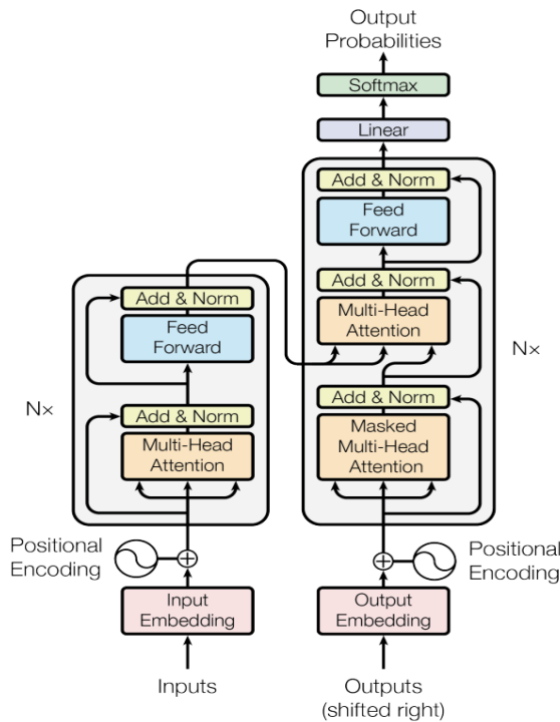 Output
Probabilities
Softmax
Linear
Add & Norm
Feed
Forward
Add & Norm
Multi-Head
Attention
Add & Norm
Masked
Multi-Head
Attention
N×
Positional
Encoding
Output
Embedding
Outputs
(shifted right)
Add & Norm
Feed
Forward
N×
Add & Norm
Multi-Head
Attention
Positional
Encoding
Input
Embedding
Inputs